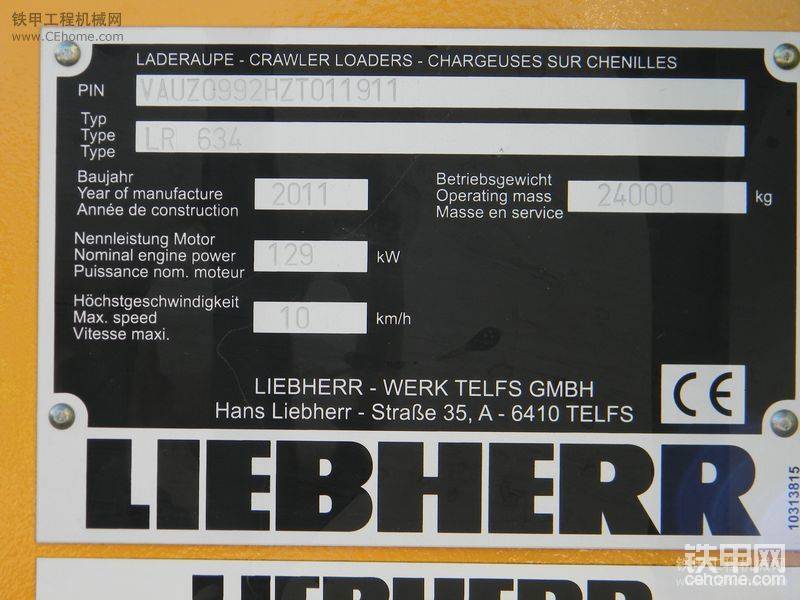 铁甲工程机械网
www.CEhome.com
LADERAUPE - CRAWLER LOADERS - CHARGEUSES SUR CHENILLES
PIN VAUZ0992HZT011911
Typ
Type
Type
LR 634
Baujahr
Year of manufacture
Année de construction
2011
Betriebsgewicht
Operating mass
Masse en service
24000 kg
Nennleistung Motor
Nominal engine power
Puissance nom. moteur
129 kW
Höchstgeschwindigkeit
Max. speed
Vitesse maxi.
10 km/h
LIEBHERR - WERK TELFS GMBH
Hans Liebherr - Straße 35, A - 6410 TELFS
CE
LIEBHERR
10313815
LIEBHERR
铁甲网
cehome.com